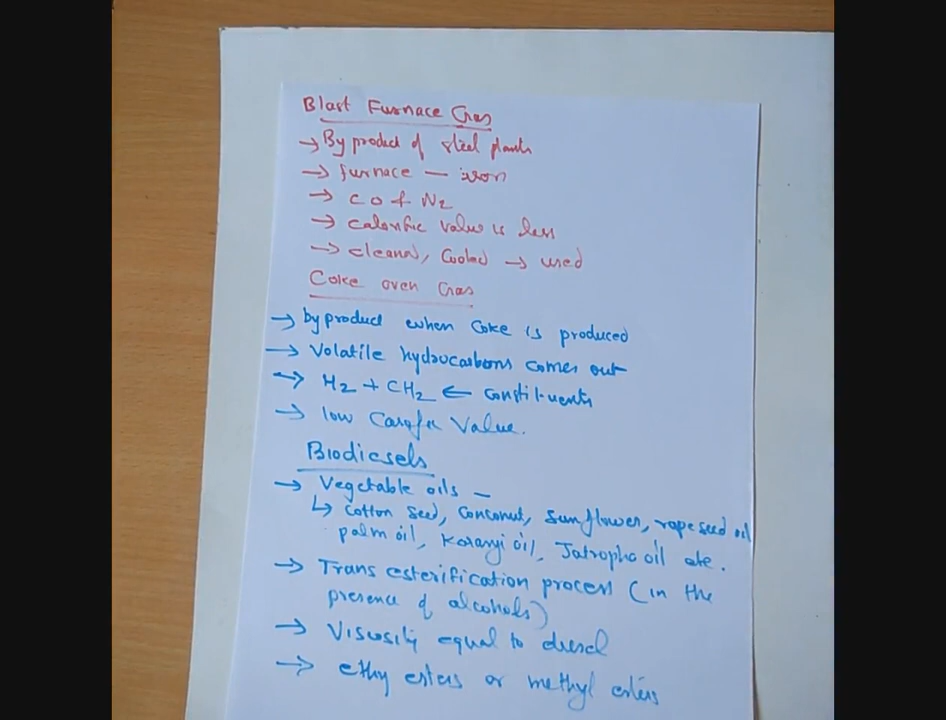 Blast Furnace Gas
→ By product of steel plants
→ furnace — iron
→ CO + N2
→ calorific value is less
→ cleaned, Cooled → used
Coke oven Gas
→ by product when Coke is produced
→ Volatile hydrocarbons comes out
→ H2 + CH2 ← constituents
→ low Value.
Biodiesels
→ Vegetable oils –
↳ Cotton seed, Conconut, Sunflower, rape seed oil
palm oil, Karanji oil, Jatropha oil etc.
→ Trans esterification process (in the
presence of alcohols)
→ Viscosity equal to diesel
→ ethy esters or methyl esters